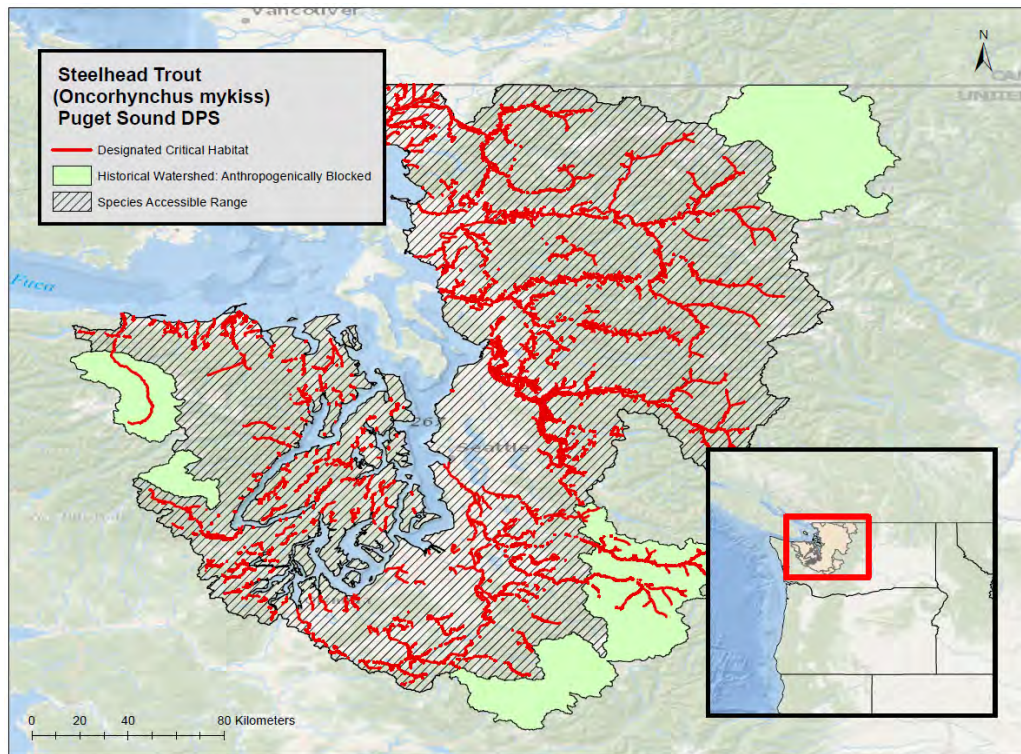 Vancouver
N
Steelhead Trout
(Oncorhynchus mykiss)
Puget Sound DPS
Designated Critical Habitat
Historical Watershed: Anthropogenically Blocked
Species Accessible Range
Fuca
Seattle
0 20 40 80 Kilometers